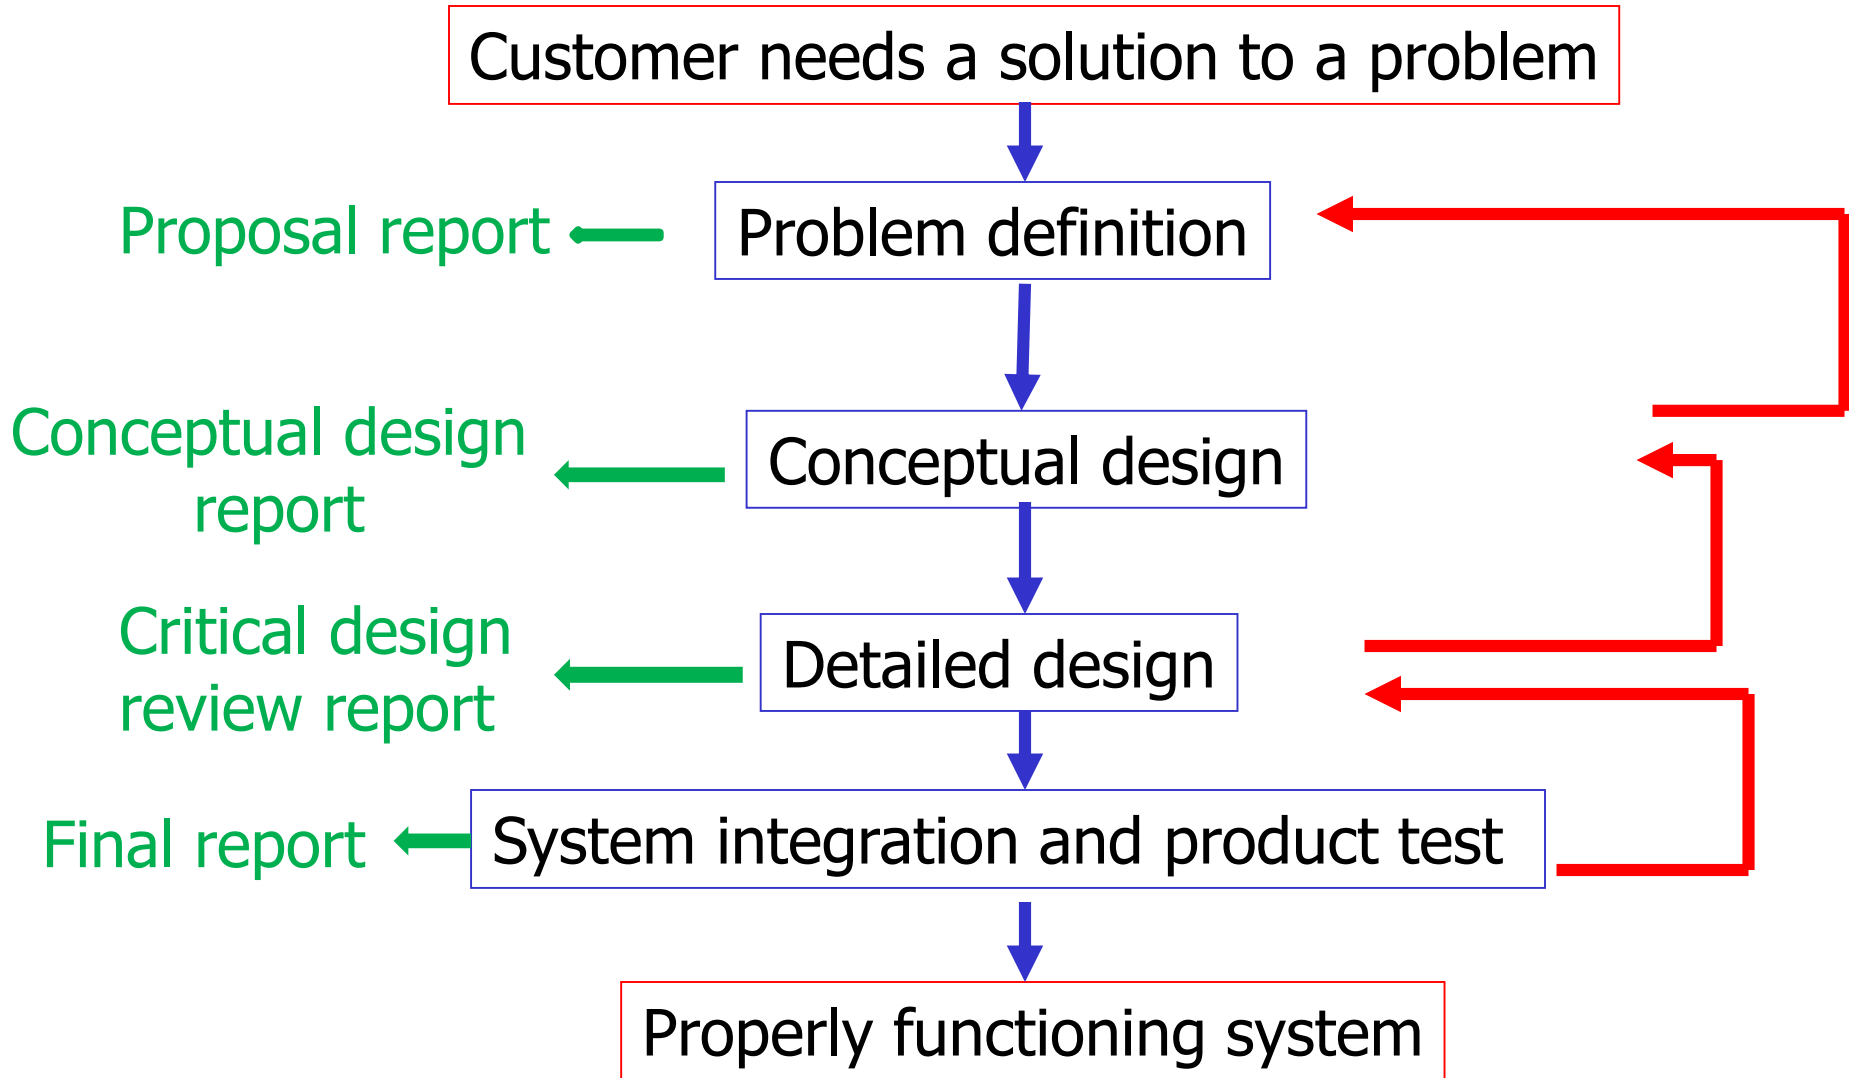 Customer needs a solution to a problem
Proposal report
Problem definition
Conceptual design
report
Conceptual design
Critical design
review report
Detailed design
Final report
System integration and product test
Properly functioning system